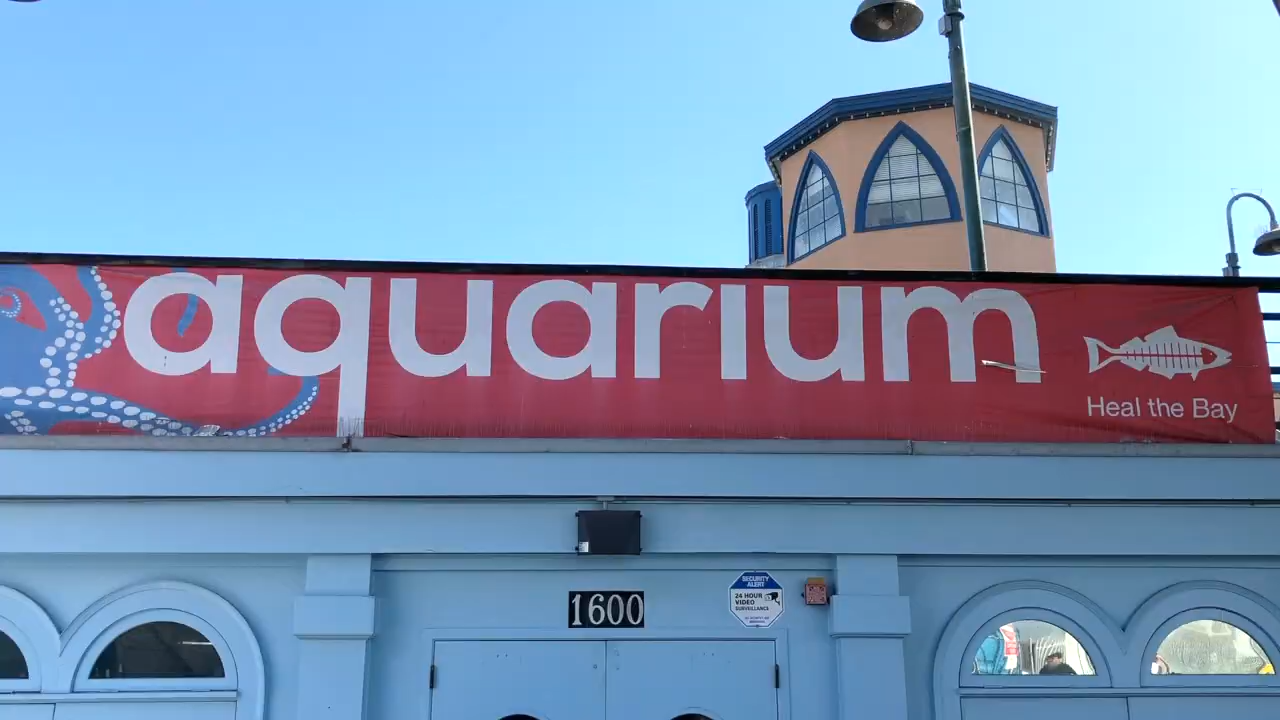 aquarium
Heal the Bay
1600
SECURITY
ALERT
24 HOUR
VIDEO
SURVEILLANCE